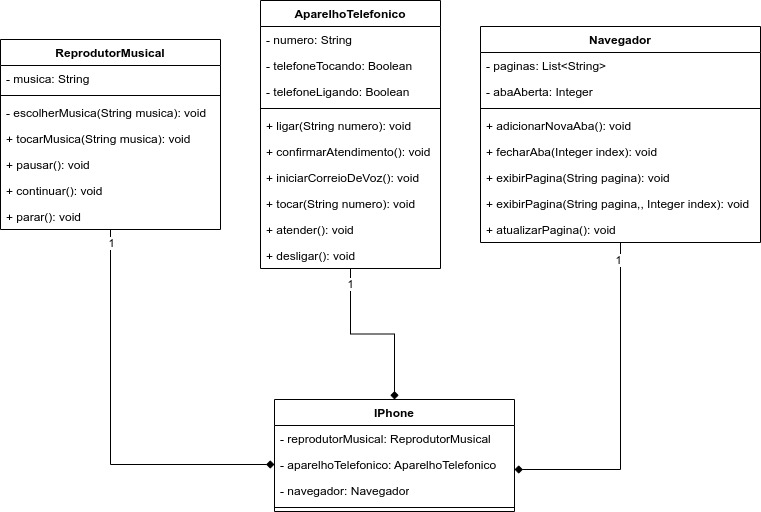 ReprodutorMusical
- musica: String
- escolherMusica(String musica): void
+ tocarMusica(String musica): void
+ pausar(): void
+ continuar(): void
+ parar(): void
1
AparelhoTelefonico
- numero: String
- telefoneTocando: Boolean
- telefoneLigando: Boolean
+ ligar(String numero): void
+ confirmarAtendimento(): void
+ iniciarCorreioDeVoz(): void
+ tocar(String numero): void
+ atender(): void
+ desligar(): void
1
Navegador
- paginas: List<String>
- abaAberta: Integer
+ adicionarNovaAba(): void
+ fecharAba(Integer index): void
+ exibirPagina(String pagina): void
+ exibirPagina(String pagina,, Integer index): void
+ atualizarPagina(): void
1
IPhone
- reprodutorMusical: ReprodutorMusical
- aparelhoTelefonico: AparelhoTelefonico
- navegador: Navegador